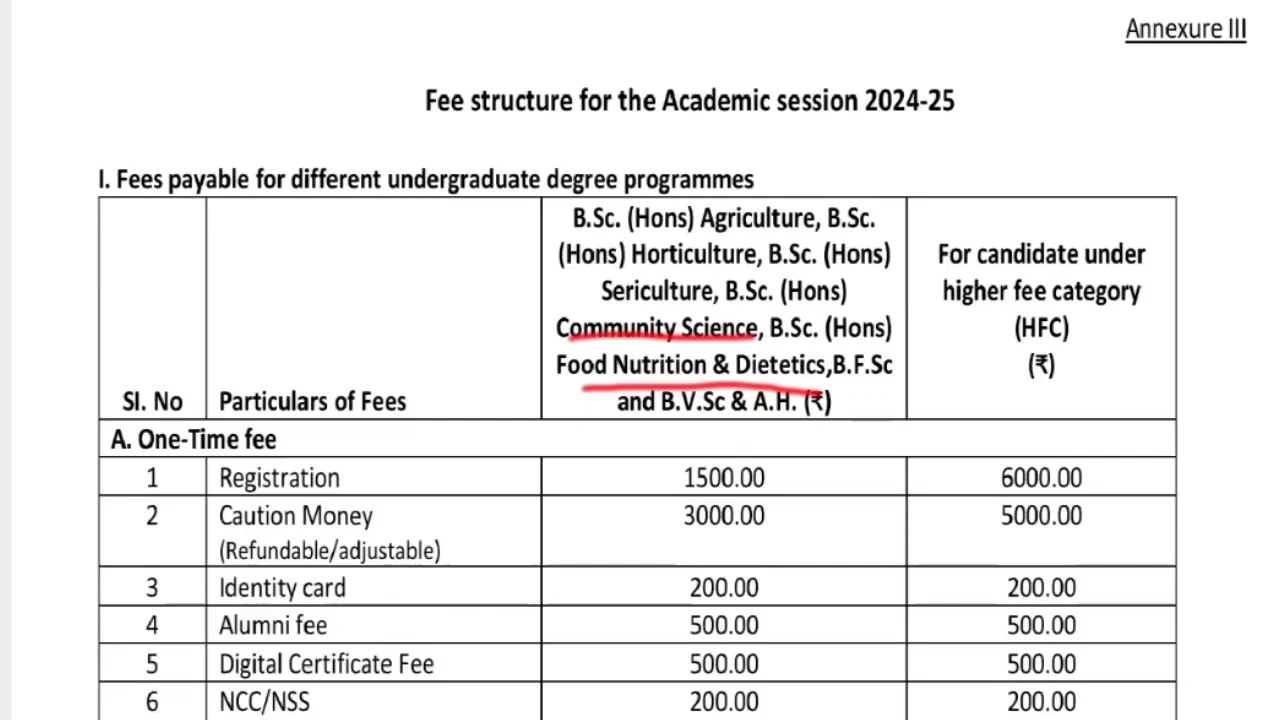 Annexure III
Fee structure for the Academic session 2024-25
I. Fees payable for different undergraduate degree programmes
Sl. No
Particulars of Fees
B.Sc. (Hons) Agriculture, B.Sc.
(Hons) Horticulture, B.Sc. (Hons)
Sericulture, B.Sc. (Hons)
Community Science, B.Sc. (Hons)
Food Nutrition & Dietetics,B.F.Sc
and B.V.Sc & A.H. (₹)
For candidate under
higher fee category
(HFC)
(₹)
A. One-Time fee
1 Registration 1500.00 6000.00
2 Caution Money 3000.00 5000.00
(Refundable/adjustable)
3 Identity card 200.00 200.00
4 Alumni fee 500.00 500.00
5 Digital Certificate Fee 500.00 500.00
6 NCC/NSS 200.00 200.00